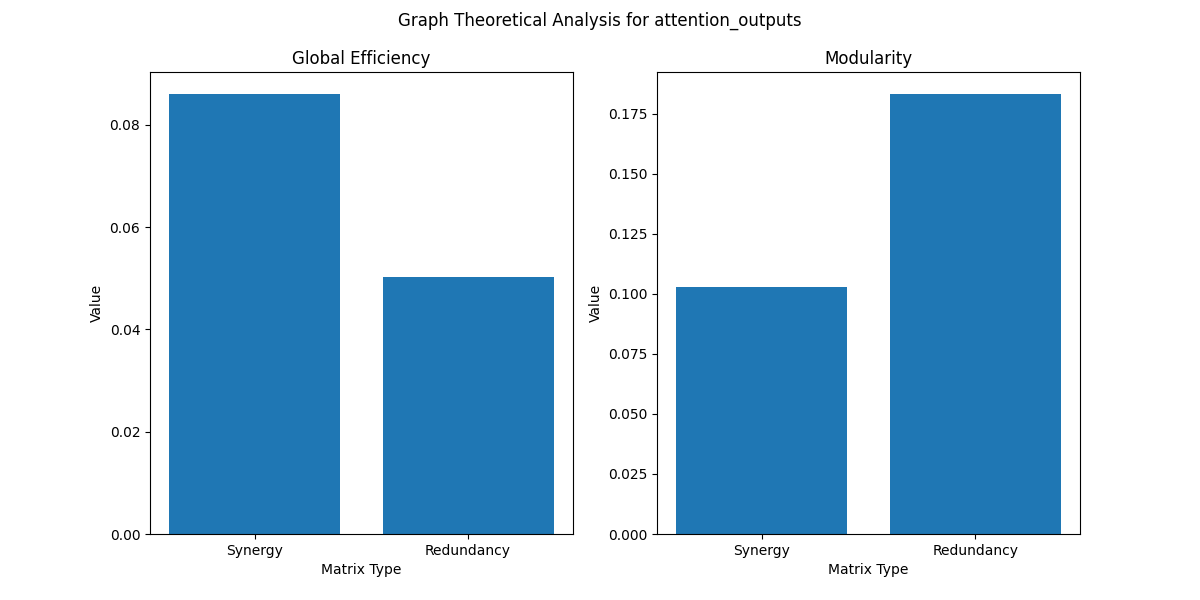 Graph Theoretical Analysis for attention_outputs
Global Efficiency
Value
0.08
0.06
0.04
0.02
0.00
Synergy Redundancy
Matrix Type
Modularity
Value
0.175
0.150
0.125
0.100
0.075
0.050
0.025
0.000
Synergy Redundancy
Matrix Type